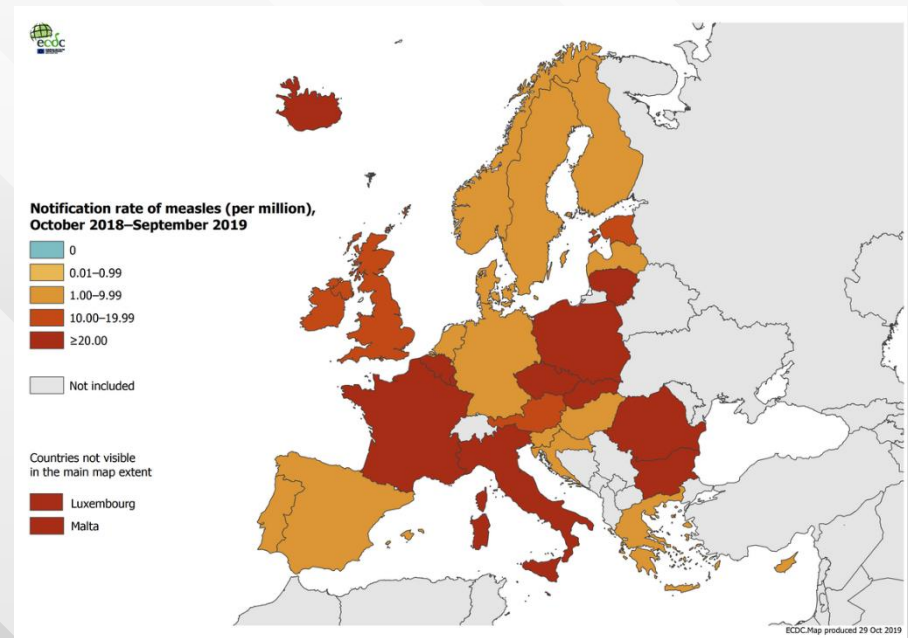 ecdc
Notification rate of measles (per million),
October 2018–September 2019
0
0.01–0.99
1.00–9.99
10.00–19.99
≥20.00
Not included
Countries not visible
in the main map extent
Luxembourg
Malta
ECDC.Map produced 29 Oct 2019